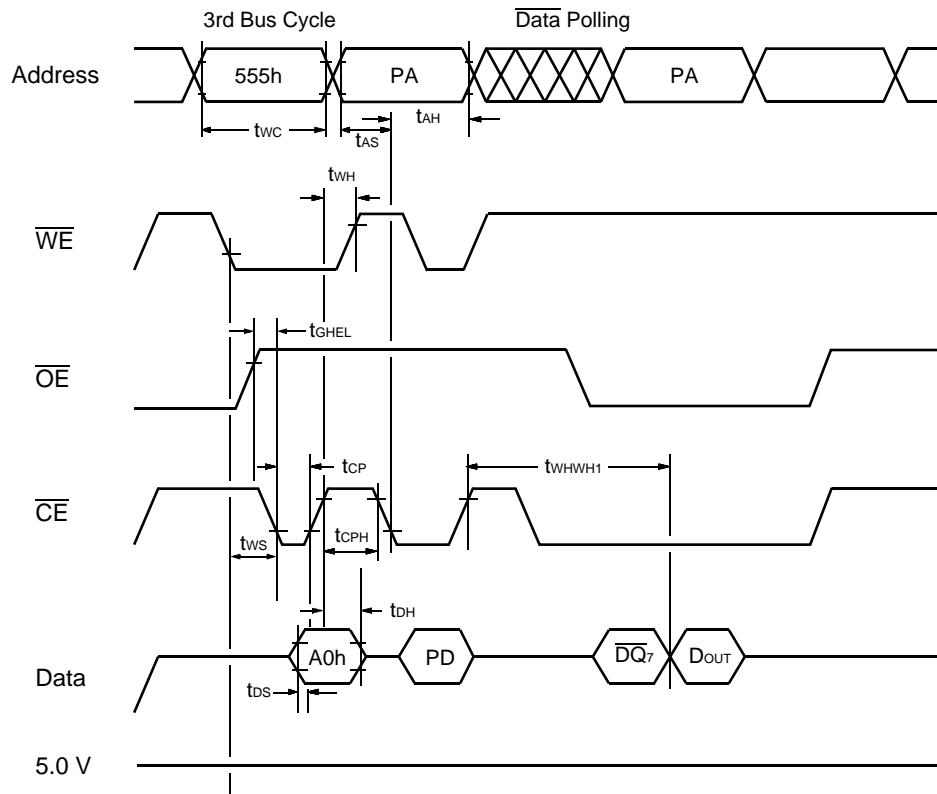 3rd Bus Cycle
Data Polling
Address
555h
PA
PA
tWC
tAS
tAH
tWH
WE
tGHEL
OE
tCP
tWHWH1
CE
tWS
tCPH
tDH
Data
A0h
PD
DQ7
DOUT
tDS
5.0 V